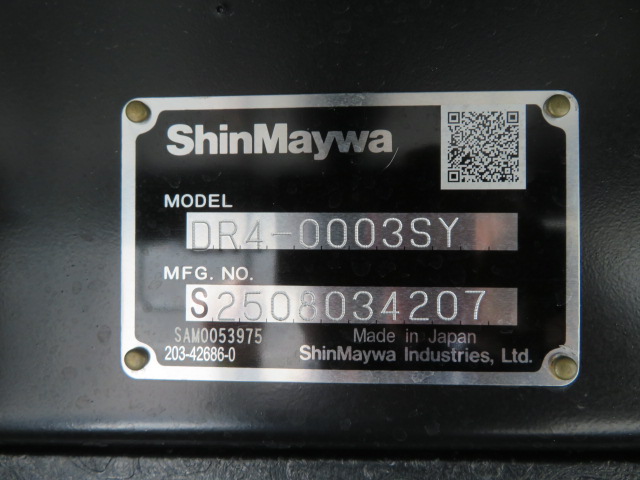 ShinMaywa
MODEL
DR4-0003SY
MFG. NO.
S2508034207
SAM0053975
Made in Japan
203-42686-0
ShinMaywa Industries, Ltd.